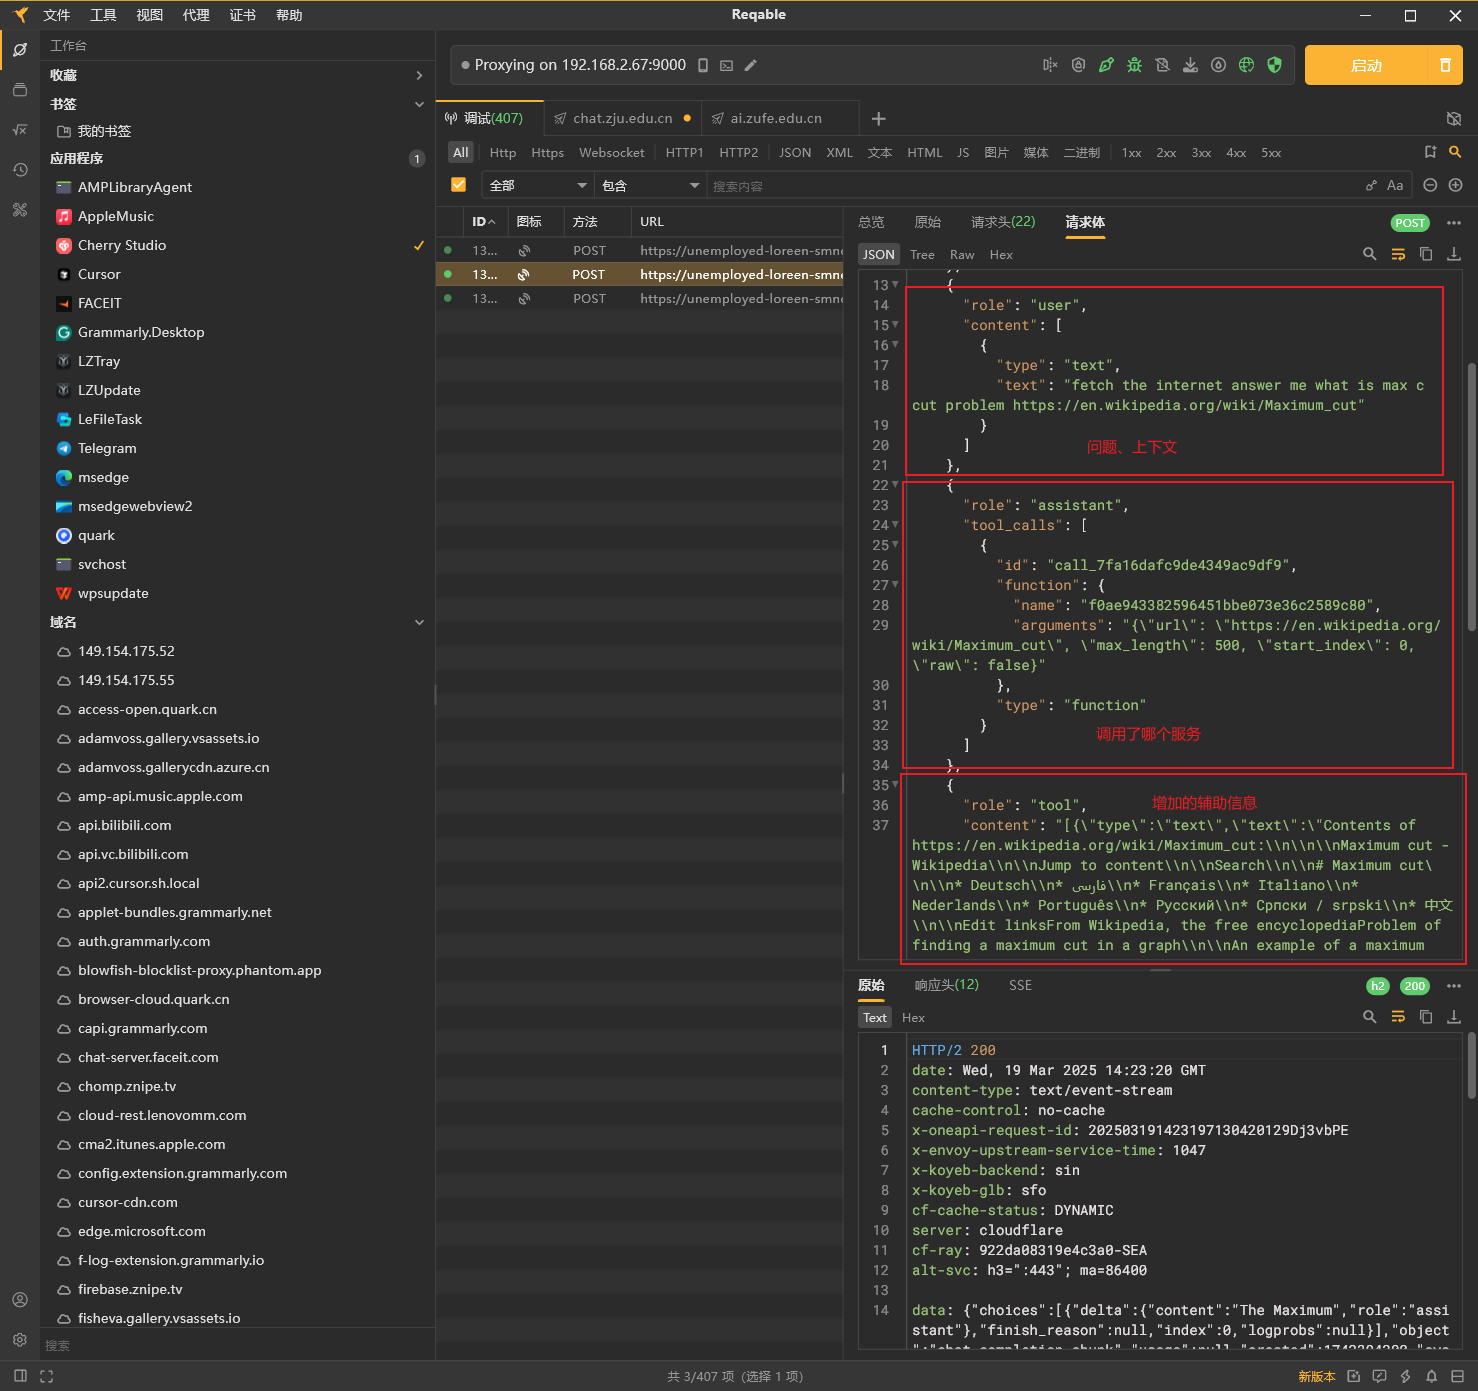 文件 工具 视图 代理 证书 帮助
Reqable
工作台
收藏
书签
我的书签
应用程序 1
AMPLibraryAgent
AppleMusic
Cherry Studio
Cursor
FACEIT
Grammarly.Desktop
LZTray
LZUpdate
LeFileTask
Telegram
msedge
msedgewebview2
quark
svchost
wpsupdate
域名
149.154.175.52
149.154.175.55
access-open.quark.cn
adamvoss.gallery.vsassets.io
adamvoss.gallerycdn.azure.cn
amp-api.music.apple.com
api.bilibili.com
api.vc.bilibili.com
api2.cursor.sh.local
applet-bundles.grammarly.net
auth.grammarly.com
blowfish-blocklist-proxy.phantom.app
browser-cloud.quark.cn
capi.grammarly.com
chat-server.faceit.com
chomp.znipe.tv
cloud-rest.lenovomm.com
cma2.itunes.apple.com
config.extension.grammarly.com
cursor-cdn.com
edge.microsoft.com
f-log-extension.grammarly.io
firebase.znipe.tv
fisheva.gallery.vsassets.io
搜索
Proxying on 192.168.2.67:9000
启动
调试(407) chat.zju.edu.cn ai.zufe.edu.cn
All Http Https Websocket HTTP1 HTTP2 JSON XML 文本 HTML JS 图片 媒体 二进制 1xx 2xx 3xx 4xx 5xx
全部 包含 搜索内容 Aa
ID 图标 方法 URL
13... POST https://unemployed-loreen-smn
13... POST https://unemployed-loreen-smn
13... POST https://unemployed-loreen-smn
总览 原始 请求头(22) 请求体 POST
JSON Tree Raw Hex
13 {
14 "role": "user",
15 "content": [
16 {
17 "type": "text",
18 "text": "fetch the internet answer me what is max c
cut problem https://en.wikipedia.org/wiki/Maximum_cut"
19 }
20 ]
问题、上下文
21 },
22 {
23 "role": "assistant",
24 "tool_calls": [
25 {
26 "id": "call_7fa16dafc9de4349ac9df9",
27 "function": {
28 "name": "f0ae943382596451bbe073e36c2589c80",
29 "arguments": "{\"url\": \"https://en.wikipedia.org/
wiki/Maximum_cut\", \"max_length\": 500, \"start_index\": 0,
\"raw\": false}"
30 },
31 "type": "function"
32 }
调用了哪个服务
33 ]
34 },
35 {
36 "role": "tool",
增加的辅助信息
37 "content": "[{\"type\":\"text\",\"text\":\"Contents of
https://en.wikipedia.org/wiki/Maximum_cut:\\n\\n\\nMaximum cut -
Wikipedia\\n\\nJump to content\\n\\nSearch\\n\\n# Maximum cut\
\n\\n* Deutsch\\n* فارسی\\n* Français\\n* Italiano\\n*
Nederlands\\n* Português\\n* Русский\\n* Српски / srpski\\n* 中文
\\n\\nEdit linksFrom Wikipedia, the free encyclopediaProblem of
finding a maximum cut in a graph\\n\\nAn example of a maximum
原始 响应头(12) SSE h2 200
Text Hex
1 HTTP/2 200
2 date: Wed, 19 Mar 2025 14:23:20 GMT
3 content-type: text/event-stream
4 cache-control: no-cache
5 x-oneapi-request-id: 202503191423197130420129Dj3vbPE
6 x-envoy-upstream-service-time: 1047
7 x-koyeb-backend: sin
8 x-koyeb-glb: sfo
9 cf-cache-status: DYNAMIC
10 server: cloudflare
11 cf-ray: 922da08319e4c3a0-SEA
12 alt-svc: h3=":443"; ma=86400
13
14 data: {"choices":[{"delta":{"content":"The Maximum","role":"assi
stant"},"finish_reason":null,"index":0,"logprobs":null}],"object
共 3/407 项 (选择 1 项)
新版本